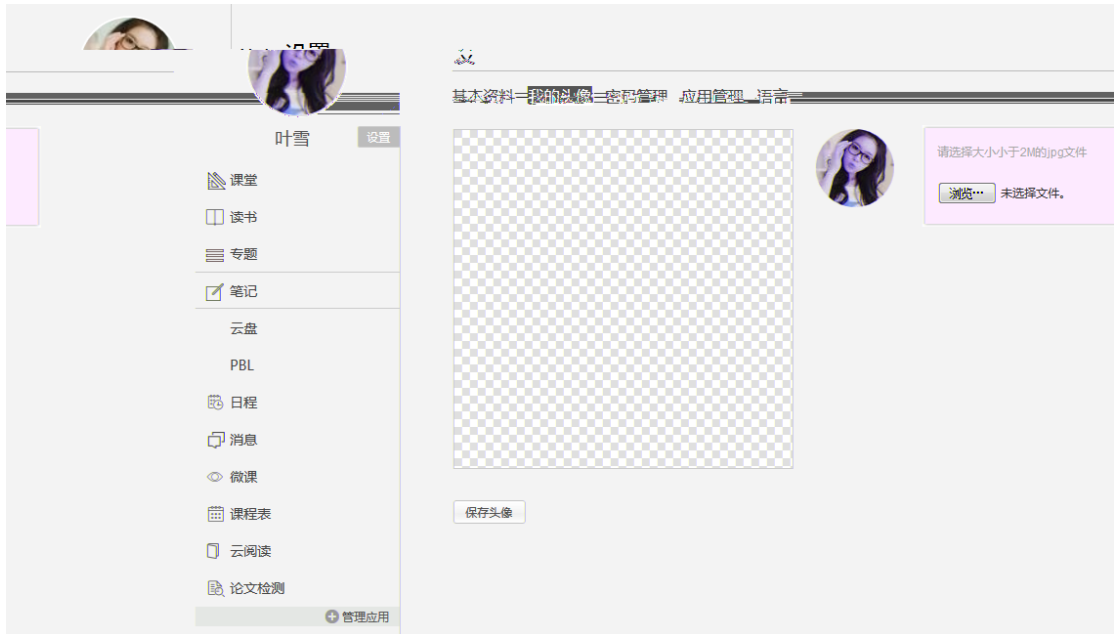 设置
基本资料 我的头像 密码管理 应用管理 语言
叶雪 设置
课堂
读书
专题
笔记
云盘
PBL
日程
消息
微课
课程表
云阅读
论文检测
管理应用
请选择大小小于2M的jpg文件
浏览… 未选择文件。
保存头像